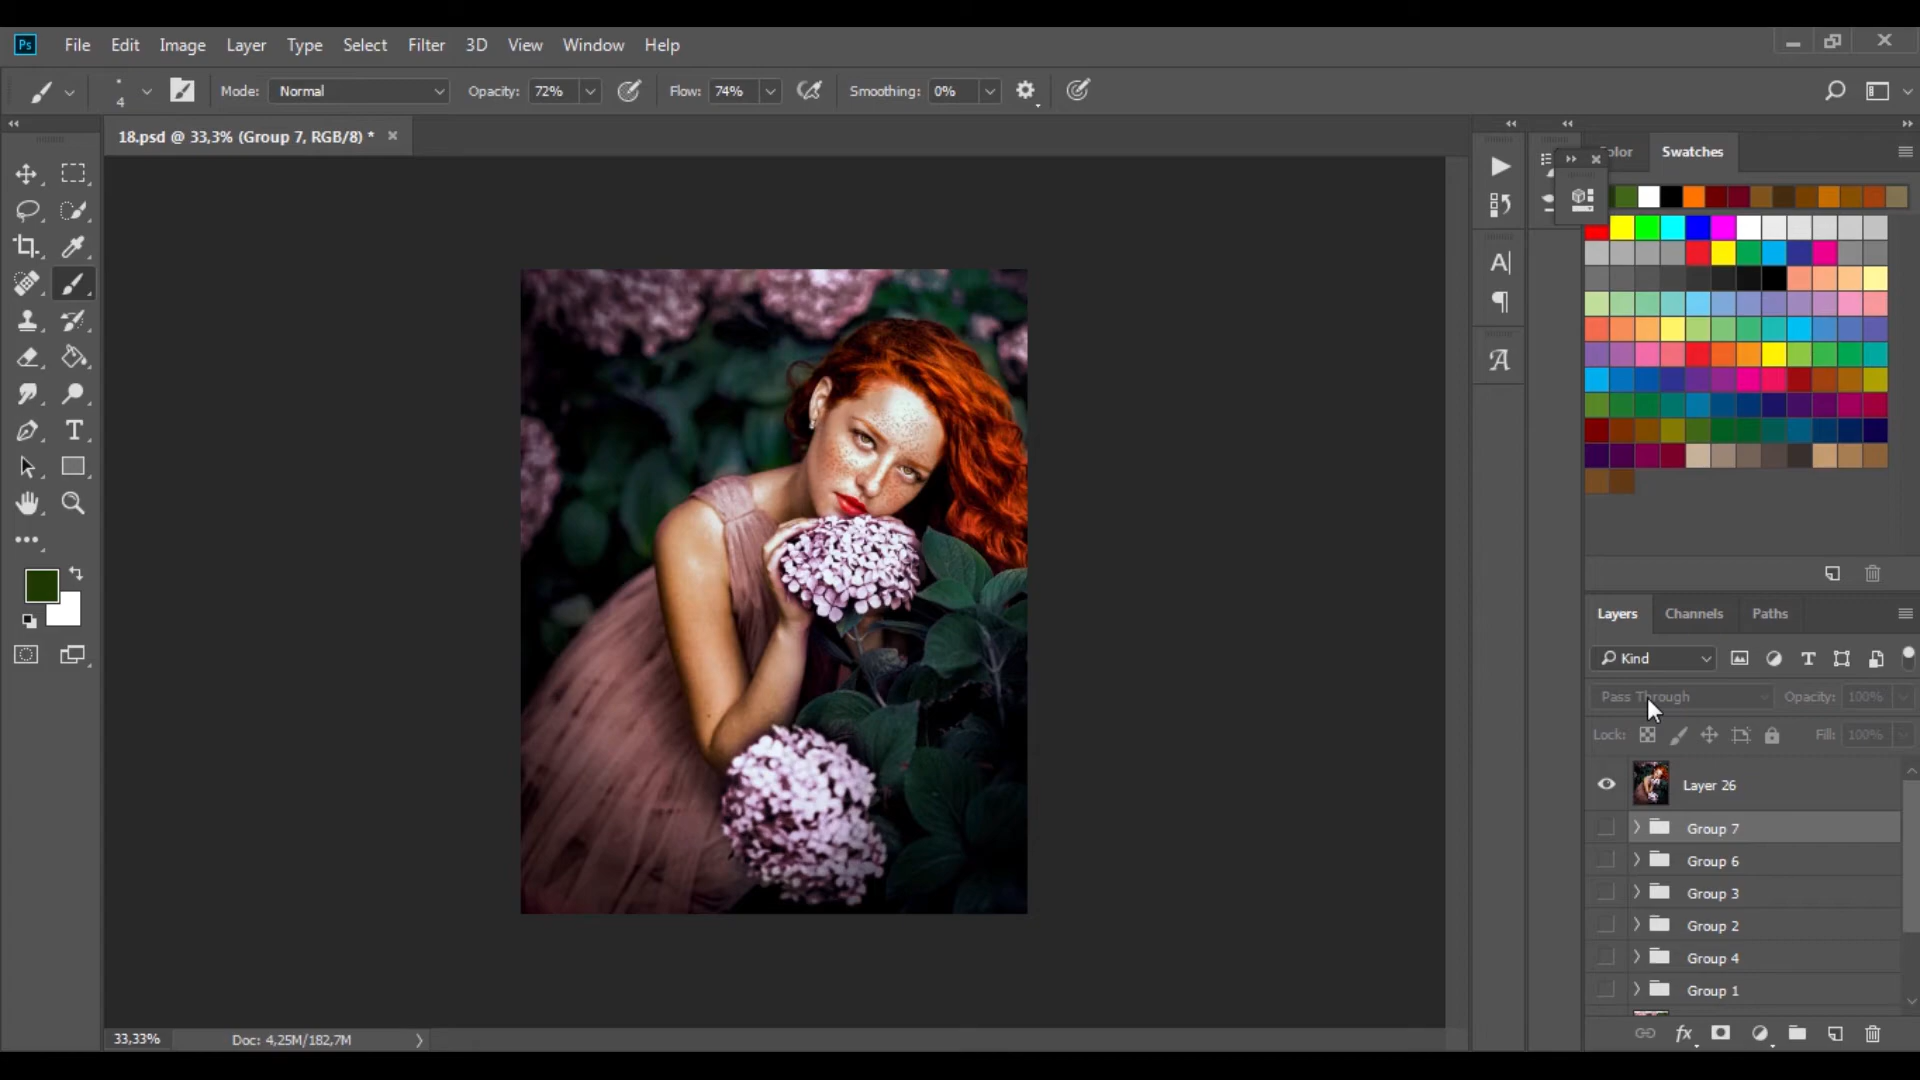 Ps File Edit Image Layer Type Select Filter 3D View Window Help
4 Mode: Normal Opacity: 72% Flow: 74% Smoothing: 0%
18.psd @ 33,3% (Group 7, RGB/8) *
Swatches
Layers Channels Paths
Kind
Pass Through Opacity: 100%
Lock: Fill: 100%
Layer 26
Group 7
Group 6
Group 3
Group 2
Group 4
Group 1
fx
33,33% Doc: 4,25M/182,7M